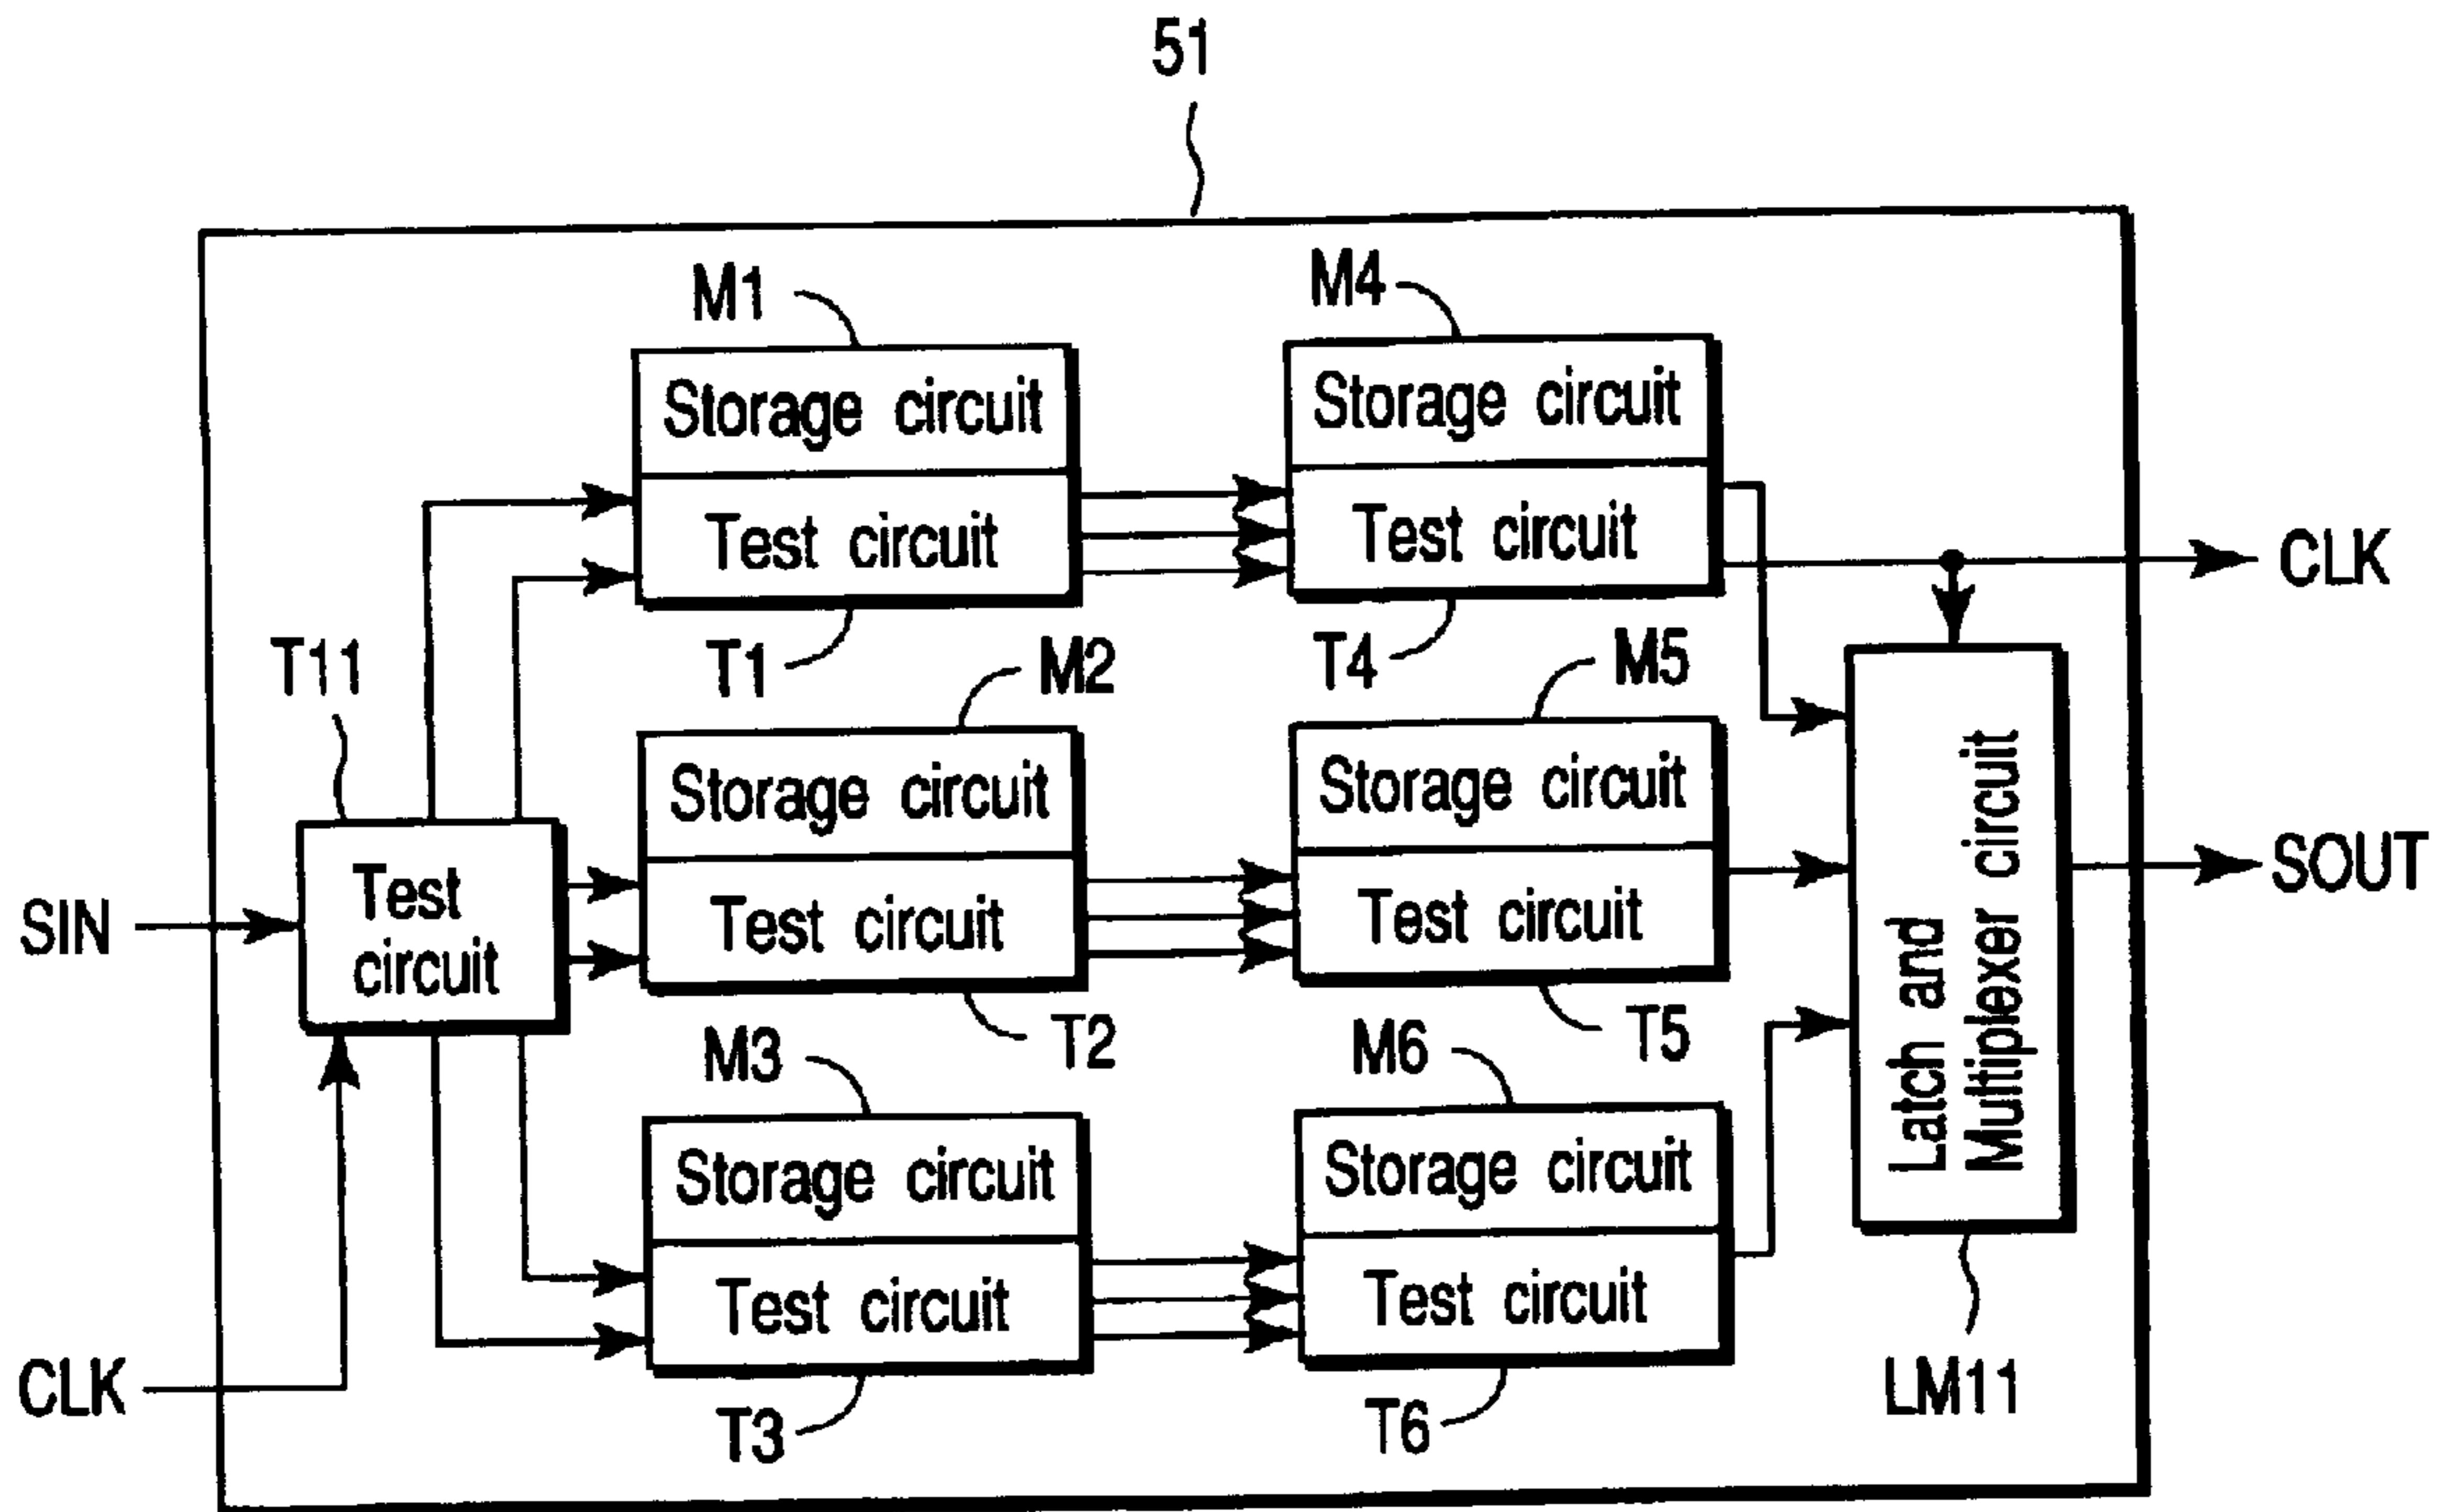 51
M1
M4
Storage circuit
Storage circuit
Test circuit
Test circuit
CLK
T11
T1
M2
T4
M5
Storage circuit
Storage circuit
Test
circuit
Test circuit
Test circuit
Latch and
Multiplexer circuit
SOUT
SIN
M3
T2
M6
T5
Storage circuit
Storage circuit
Test circuit
Test circuit
CLK
T3
T6
LM11